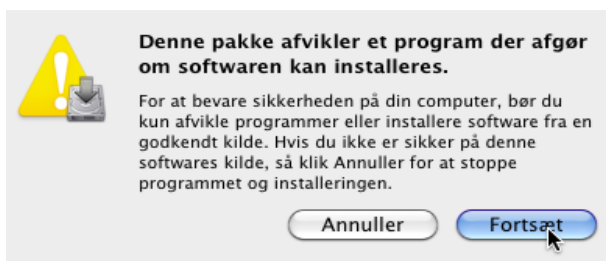 Denne pakke afvikler et program der afgør
om softwaren kan installeres.
For at bevare sikkerheden på din computer, bør du
kun afvikle programmer eller installere software fra en
godkendt kilde. Hvis du ikke er sikker på denne
softwares kilde, så klik Annuller for at stoppe
programmet og installeringen.
Annuller
Fortsæt